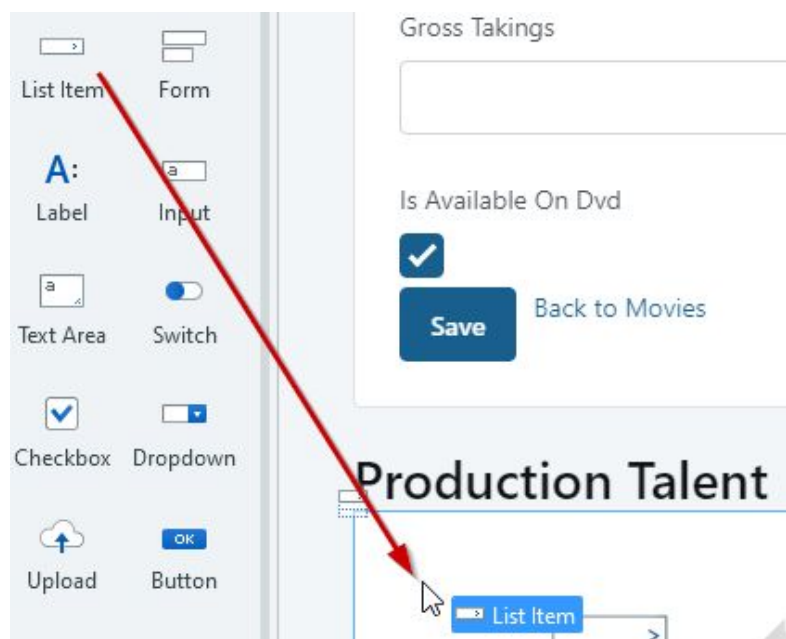 List Item
Form
A:
Label
a
Input
a
Text Area
Switch
Checkbox
Dropdown
Upload
OK
Button
Gross Takings
Is Available On Dvd
Save
Back to Movies
Production Talent
List Item